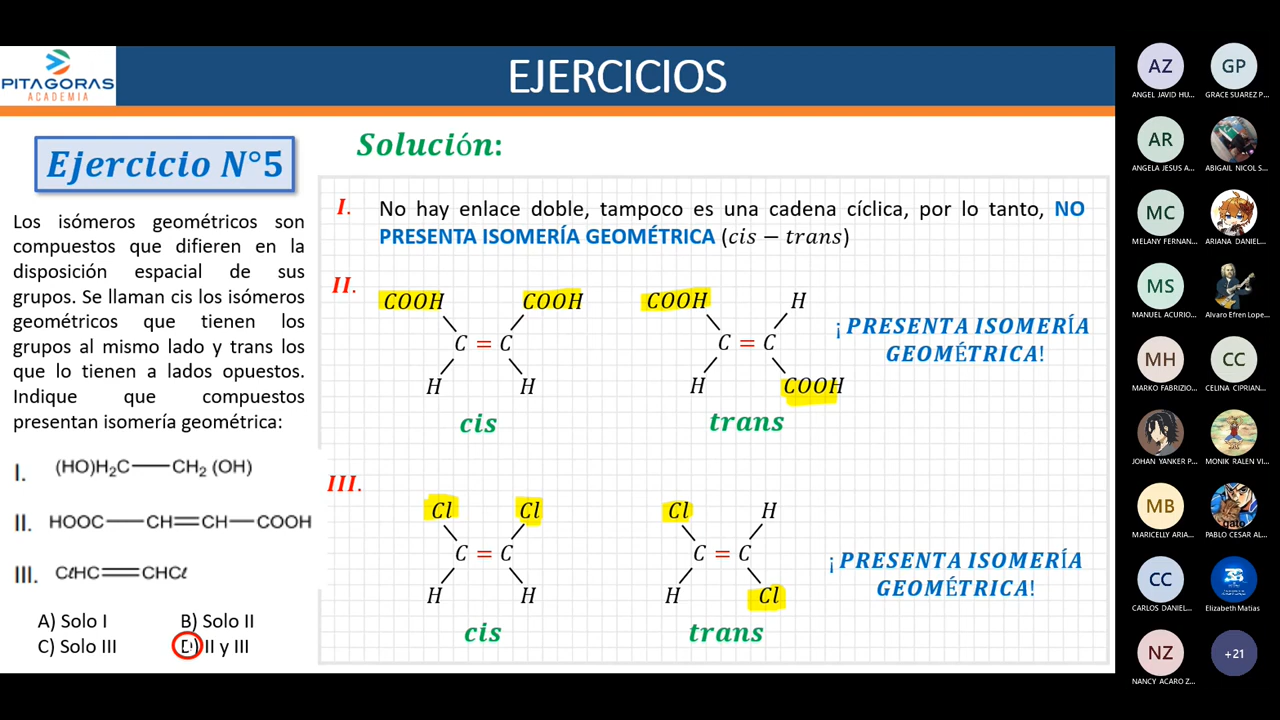 PITAGORAS
ACADEMIA
EJERCICIOS
Ejercicio N°5
Los isómeros geométricos son
compuestos que difieren en la
disposición espacial de sus
grupos. Se llaman cis los isómeros
geométricos que tienen los
grupos al mismo lado y trans los
que lo tienen a lados opuestos.
Indique que compuestos
presentan isomería geométrica:
I. (HO)H₂C — CH₂ (OH)
II. HOOC — CH = CH — COOH
III. CℓHC = CHCℓ
A) Solo I B) Solo II
C) Solo III D) II y III
Solución:
I. No hay enlace doble, tampoco es una cadena cíclica, por lo tanto, NO
PRESENTA ISOMERÍA GEOMÉTRICA (cis − trans)
II.
COOH COOH COOH H
C = C C = C
H H H COOH
cis trans
¡PRESENTA ISOMERÍA
GEOMÉTRICA!
III.
Cl Cl Cl H
C = C C = C
H H H Cl
cis trans
¡PRESENTA ISOMERÍA
GEOMÉTRICA!
AZ GP
ANGEL JAVID HU... GRACE SUAREZ P...
AR
ANGELA JESUS A... ABIGAIL NICOL S...
MC
MELANY FERNAN... ARIANA DANIEL...
MS
MANUEL ACURIO... Alvaro Efren Lope...
MH CC
MARKO FABRIZIO... CELINA CIPRIAN...
JOHAN YANKER P... MONIK RALEN VI...
MB gato
MARICELLY ARIA... PABLO CESAR AL...
CC
CARLOS DANIEL... Elizabeth Matias
NZ +21
NANCY ACARO Z...